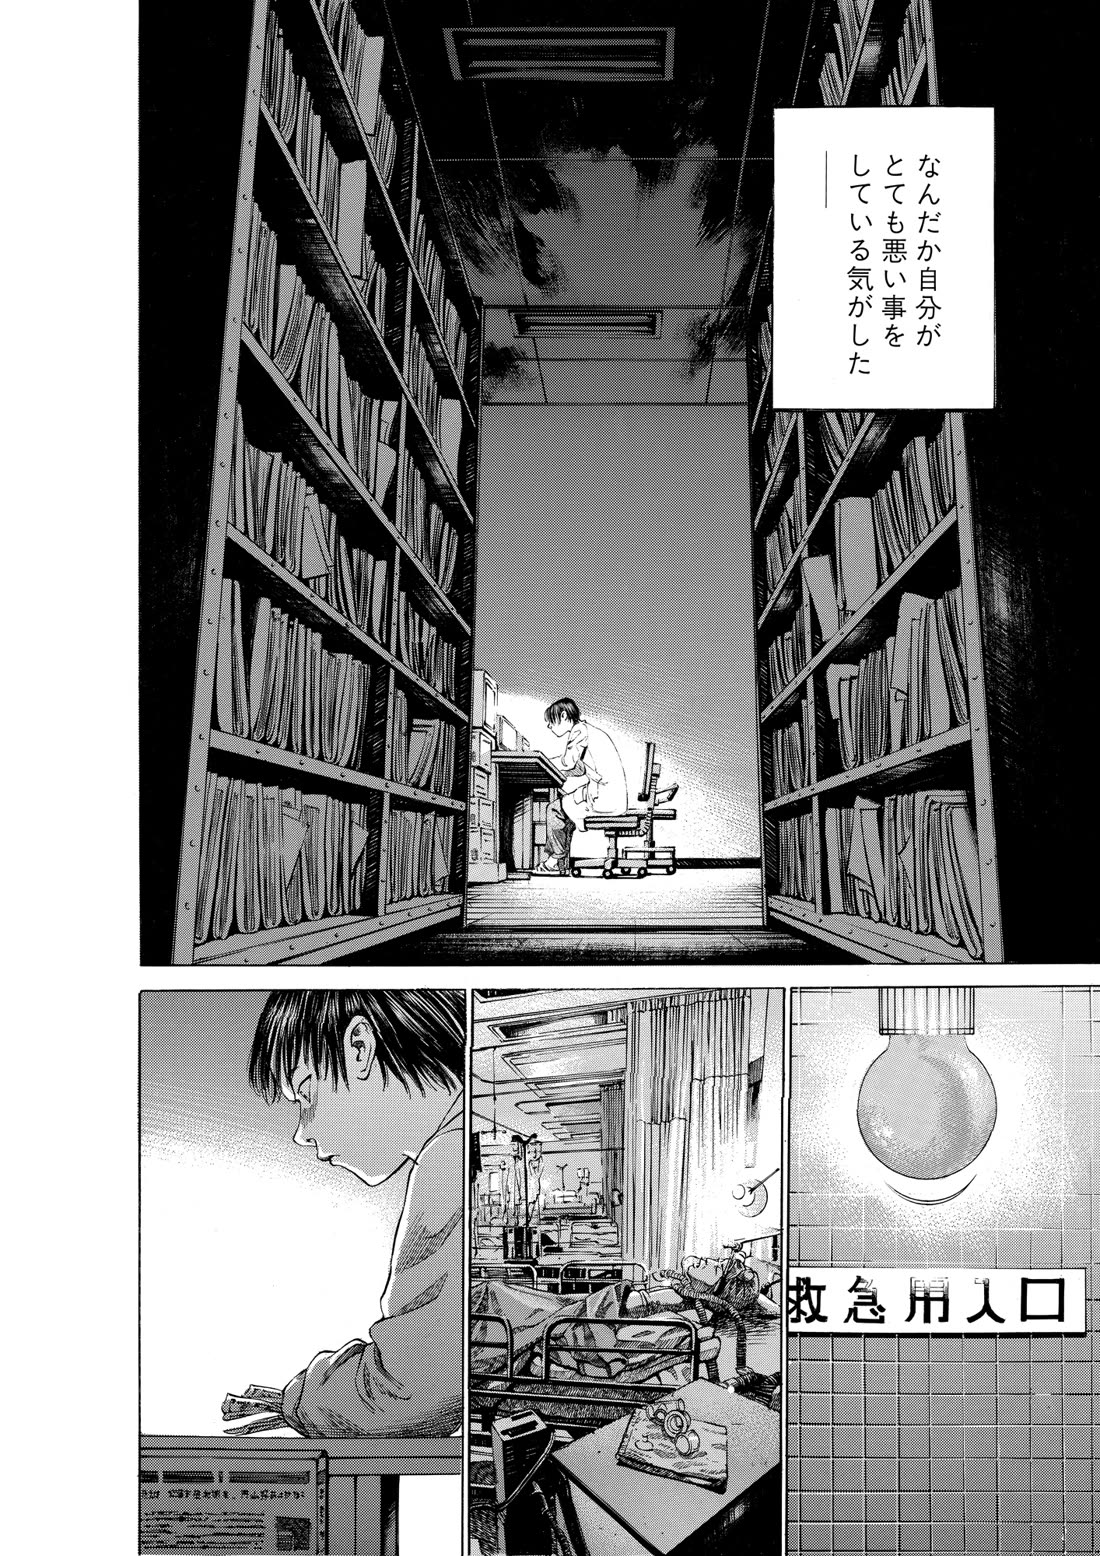 なんだか自分が
とても悪い事を
している気がした
――
救急用入口